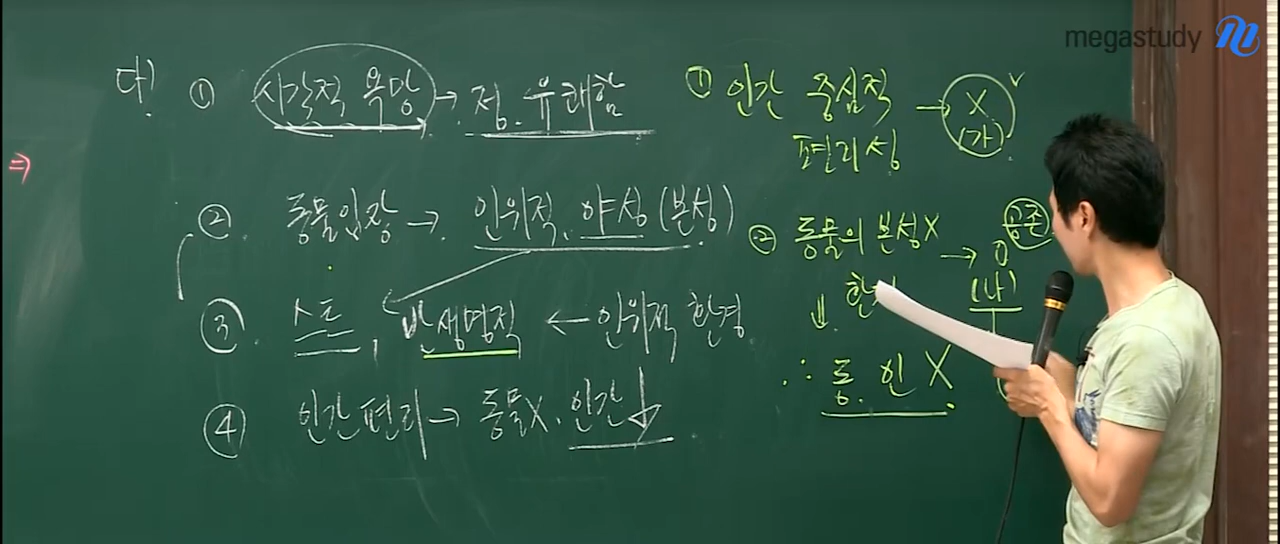 megastudy
다)
① 시각적 욕망 → 정. 유쾌함
② 동물입장 → 인위적, 야성(본성)
③ 스트, 반생명적 ← 인위적 환경
④ 인간편리 → 동물X, 인간↓
① 인간 중심적 → X (가)
편리성
② 동물의 본성X → 공존
환 (나)
∴ 동. 인 X